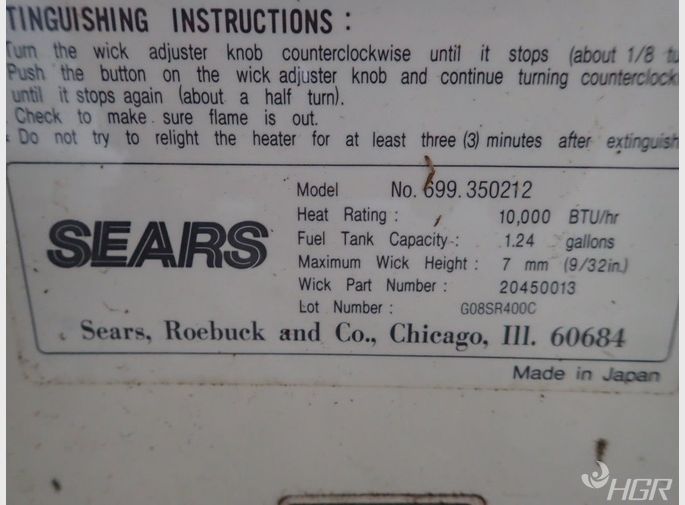 TINGUISHING INSTRUCTIONS :
Turn the wick adjuster knob counterclockwise until it stops (about 1/8 tu
Push the button on the wick adjuster knob and continue turning counterclock
until it stops again (about a half turn).
Check to make sure flame is out.
Do not try to relight the heater for at least three (3) minutes after extinguish
Model No. 699.350212
SEARS
Heat Rating : 10,000 BTU/hr
Fuel Tank Capacity : 1.24 gallons
Maximum Wick Height : 7 mm (9/32in.)
Wick Part Number : 20450013
Lot Number : G08SR400C
Sears, Roebuck and Co., Chicago, Ill. 60684
Made in Japan
HGR